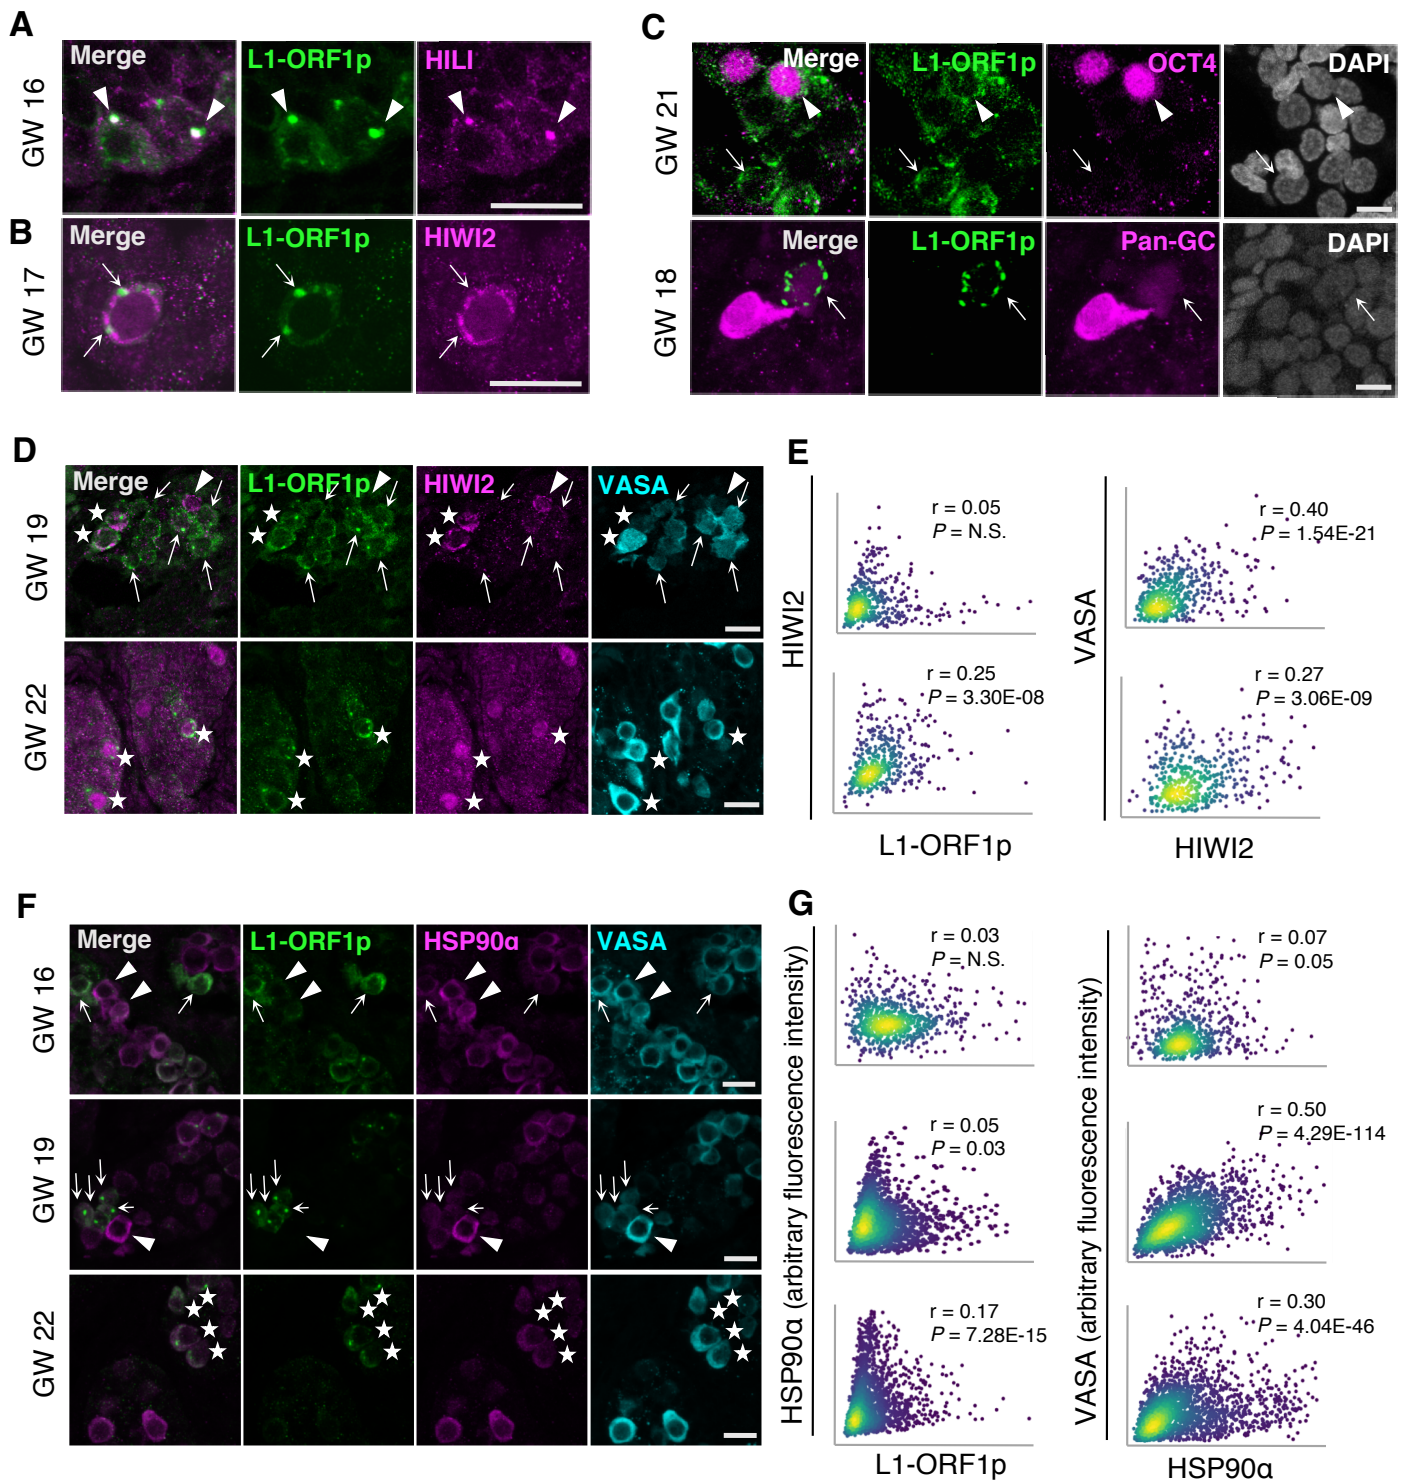 A
GW 16
Merge
L1-ORF1p
HILI
B
GW 17
Merge
L1-ORF1p
HIWI2
C
GW 21
Merge
L1-ORF1p
OCT4
DAPI
GW 18
Merge
L1-ORF1p
Pan-GC
DAPI
D
GW 19
Merge
L1-ORF1p
HIWI2
VASA
GW 22
E
HIWI2
r = 0.05
P = N.S.
r = 0.25
P = 3.30E-08
L1-ORF1p
VASA
r = 0.40
P = 1.54E-21
r = 0.27
P = 3.06E-09
HIWI2
F
GW 16
Merge
L1-ORF1p
HSP90α
VASA
GW 19
GW 22
G
HSP90α (arbitrary fluorescence intensity)
r = 0.03
P = N.S.
r = 0.05
P = 0.03
r = 0.17
P = 7.28E-15
L1-ORF1p
VASA (arbitrary fluorescence intensity)
r = 0.07
P = 0.05
r = 0.50
P = 4.29E-114
r = 0.30
P = 4.04E-46
HSP90α